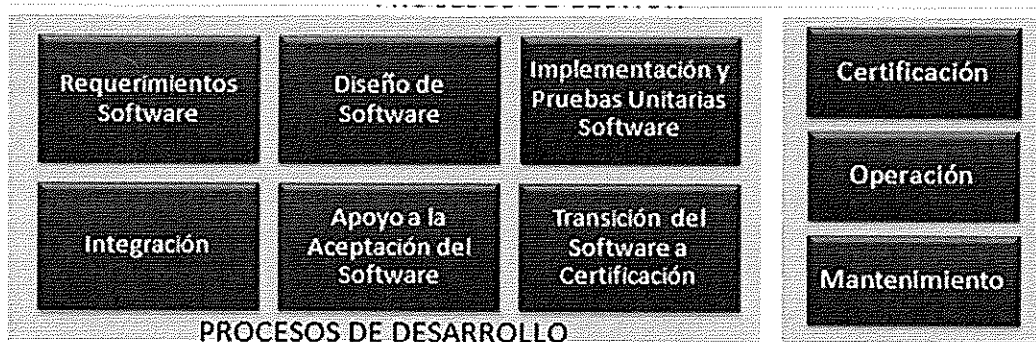 Requerimientos
Software
Diseño de
Software
Implementación y
Pruebas Unitarias
Software
Certificación
Operación
Integración
Apoyo a la
Aceptación del
Software
Transición del
Software a
Certificación
Mantenimiento
PROCESOS DE DESARROLLO